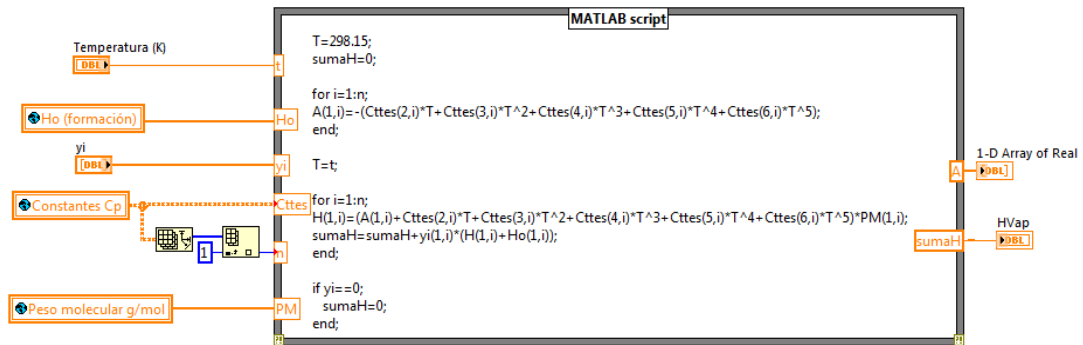 MATLAB script
Temperatura (K)
DBL
t
Ho (formación)
Ho
yi
DBL
yi
Constantes Cp
Cttes
1
n
Peso molecular g/mol
PM
T=298.15;
sumaH=0;
for i=1:n;
A(1,i)=-(Cttes(2,i)*T+Cttes(3,i)*T^2+Cttes(4,i)*T^3+Cttes(5,i)*T^4+Cttes(6,i)*T^5);
end;
T=t;
for i=1:n;
H(1,i)=(A(1,i)+Cttes(2,i)*T+Cttes(3,i)*T^2+Cttes(4,i)*T^3+Cttes(5,i)*T^4+Cttes(6,i)*T^5)*PM(1,i);
sumaH=sumaH+yi(1,i)*(H(1,i)+Ho(1,i));
end;
if yi==0;
sumaH=0;
end;
1-D Array of Real
A
DBL
HVap
sumaH
DBL